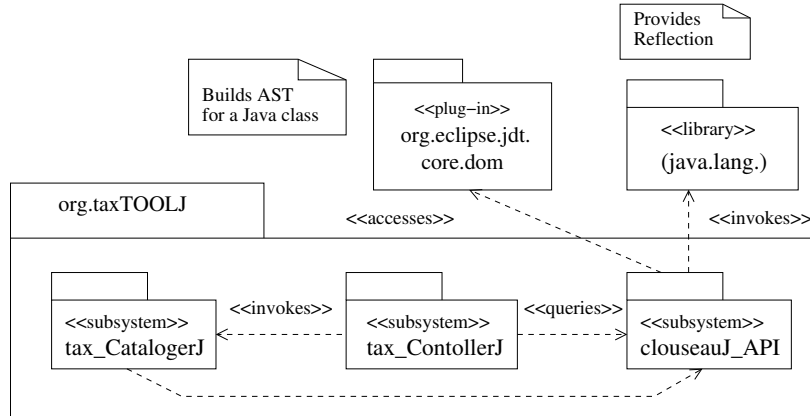 Provides
Reflection
Builds AST
for a Java class
<<plug-in>>
org.eclipse.jdt.
core.dom
<<library>>
(java.lang.)
org.taxTOOLJ
<<accesses>>
<<invokes>>
<<subsystem>>
tax_CatalogerJ
<<invokes>>
<<subsystem>>
tax_ContollerJ
<<queries>>
<<subsystem>>
clouseauJ_API